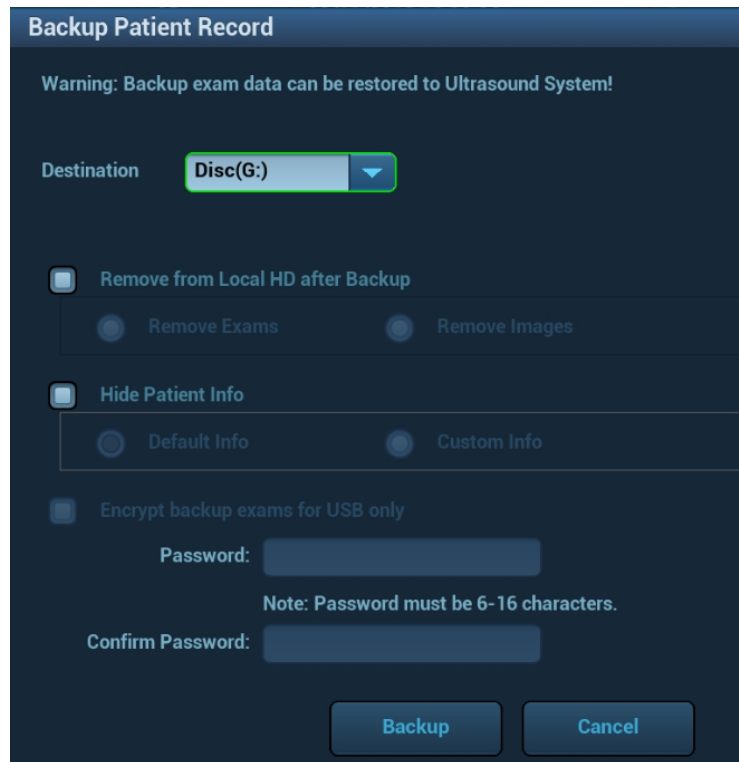 Backup Patient Record
Warning: Backup exam data can be restored to Ultrasound System!
Destination Disc(G:)
Remove from Local HD after Backup
Remove Exams Remove Images
Hide Patient Info
Default Info Custom Info
Encrypt backup exams for USB only
Password:
Note: Password must be 6-16 characters.
Confirm Password:
Backup Cancel